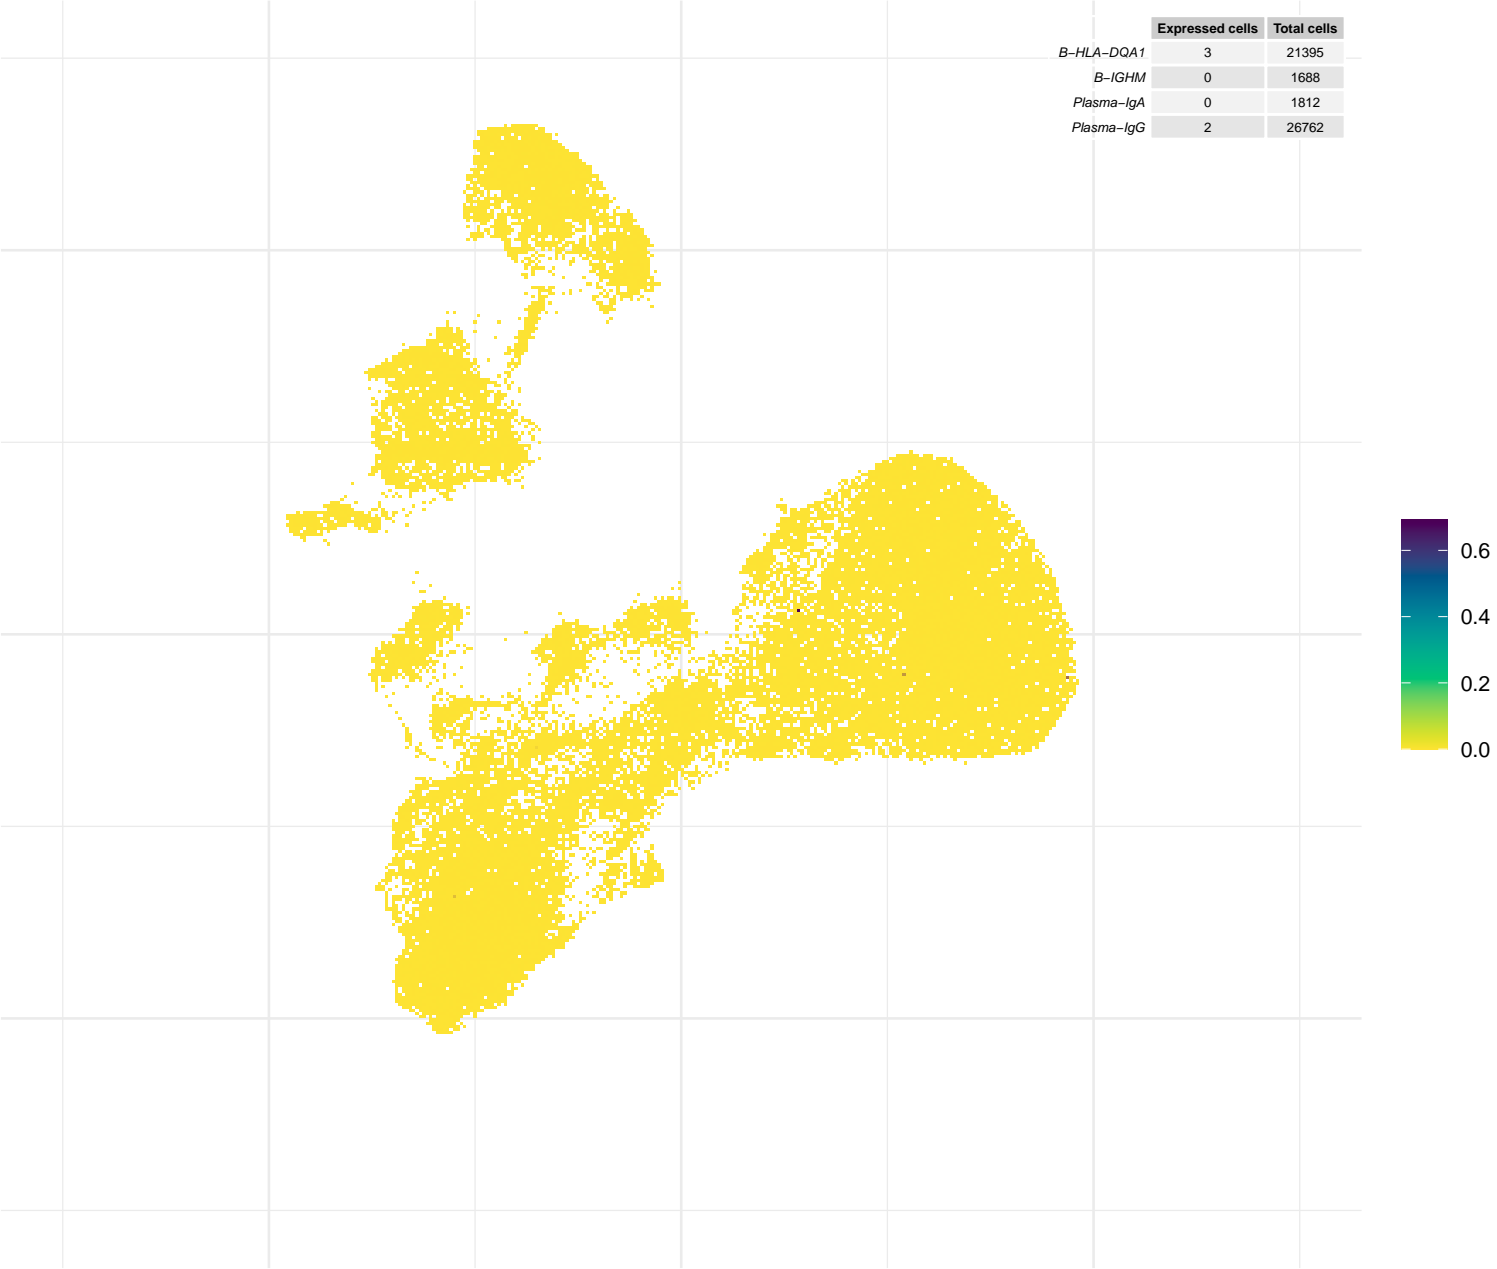 Expressed cells Total cells
B−HLA−DQA1 3 21395
B−IGHM 0 1688
Plasma−IgA 0 1812
Plasma−IgG 2 26762
0.6
0.4
0.2
0.0